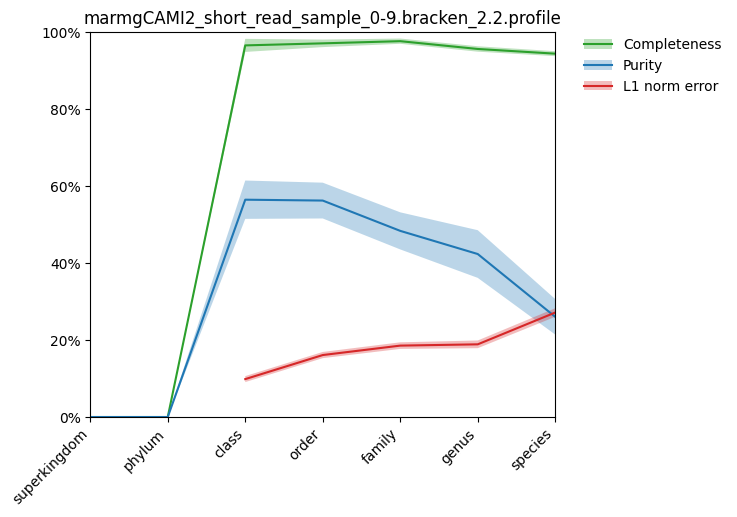 marmgCAMI2_short_read_sample_0-9.bracken_2.2.profile
100%
80%
60%
40%
20%
0%
superkingdom
phylum
class
order
family
genus
species
Completeness
Purity
L1 norm error